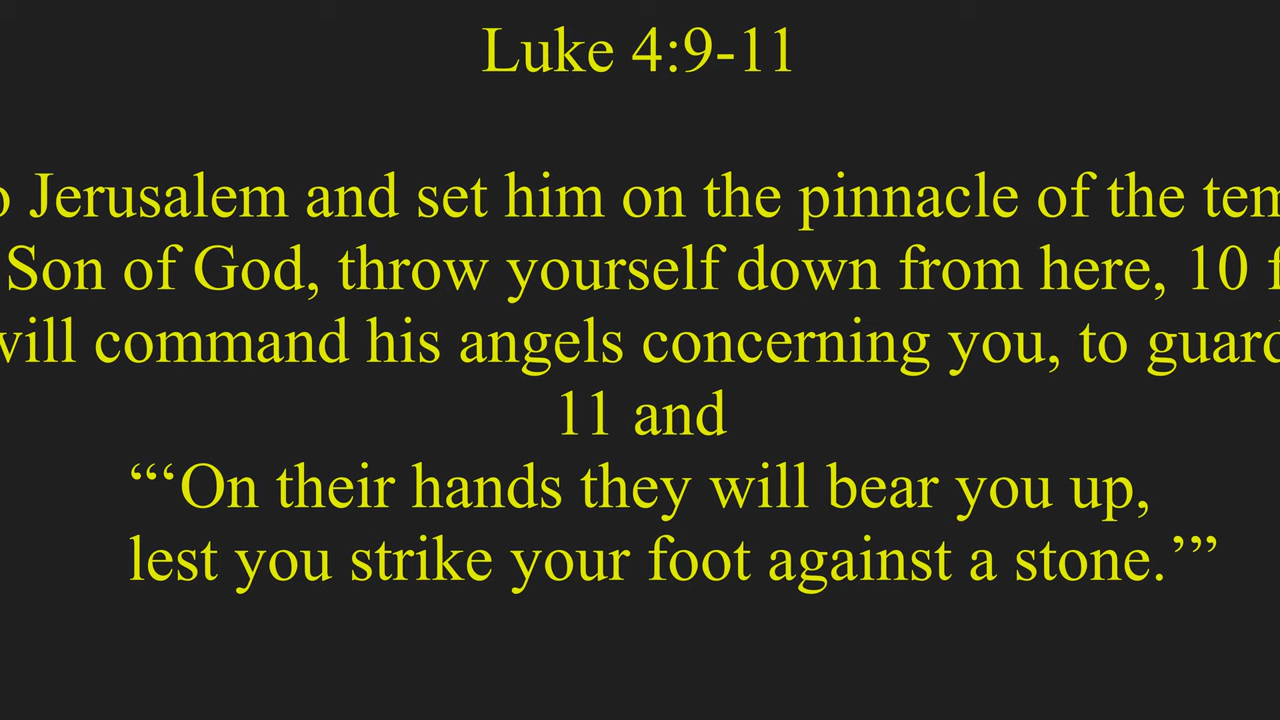 Luke 4:9-11
Jerusalem and set him on the pinnacle of the
Son of God, throw yourself down from here, 10
will command his angels concerning you, to guard
11 and
“‘On their hands they will bear you up,
lest you strike your foot against a stone.’”